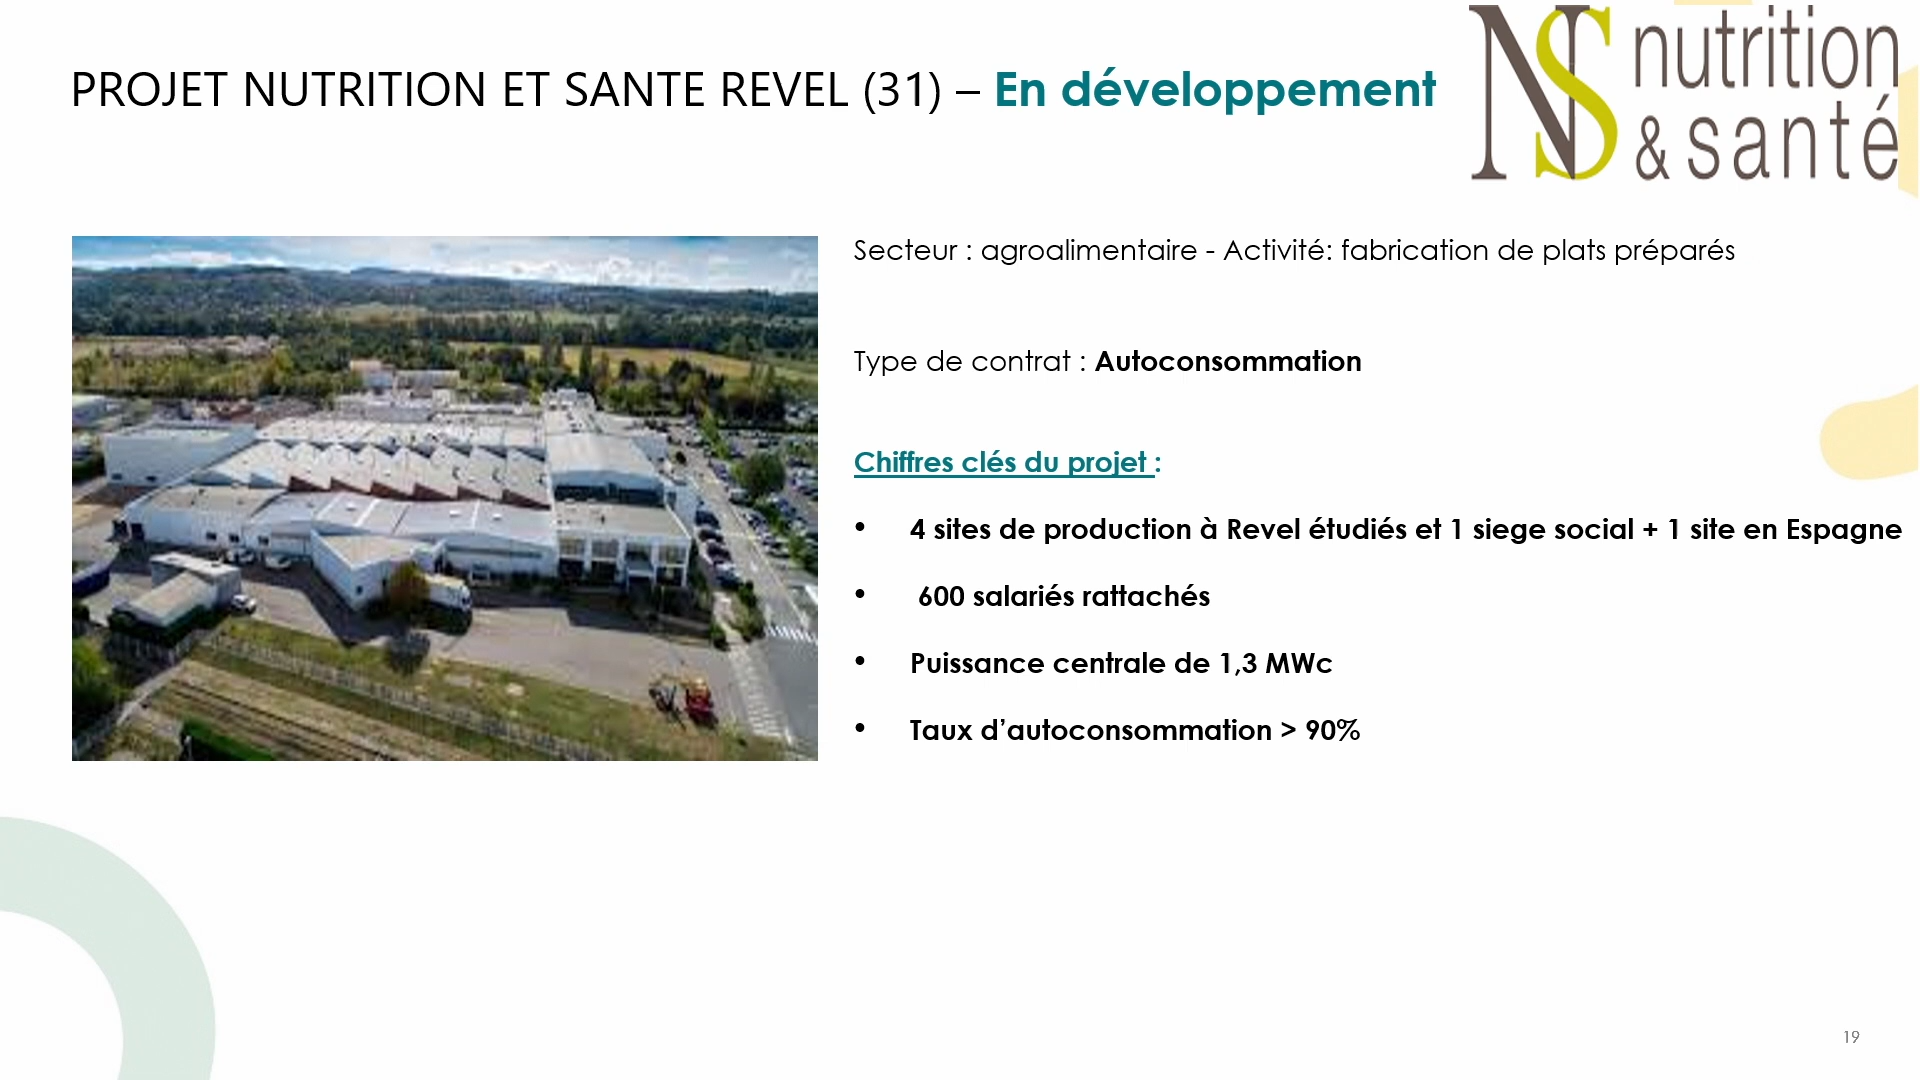 PROJET NUTRITION ET SANTE REVEL (31) – En développement
NS nutrition
& santé
Secteur : agroalimentaire - Activité: fabrication de plats préparés
Type de contrat : Autoconsommation
Chiffres clés du projet :
• 4 sites de production à Revel étudiés et 1 siege social + 1 site en Espagne
• 600 salariés rattachés
• Puissance centrale de 1,3 MWc
• Taux d’autoconsommation > 90%
19